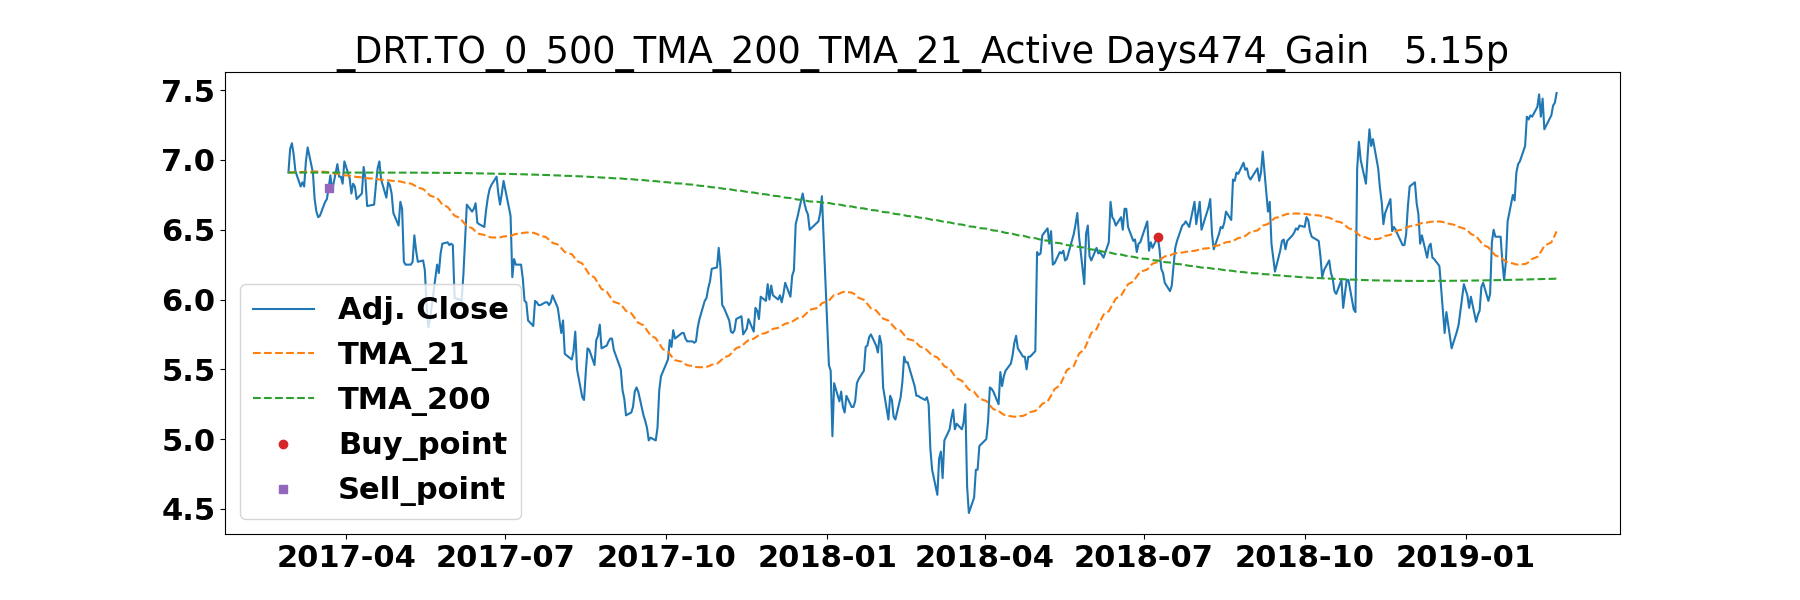 _DRT.TO_0_500_TMA_200_TMA_21_Active Days474_Gain   5.15p
7.5
7.0
6.5
6.0
5.5
5.0
4.5
Adj. Close
TMA_21
TMA_200
Buy_point
Sell_point
2017-04 2017-07 2017-10 2018-01 2018-04 2018-07 2018-10 2019-01